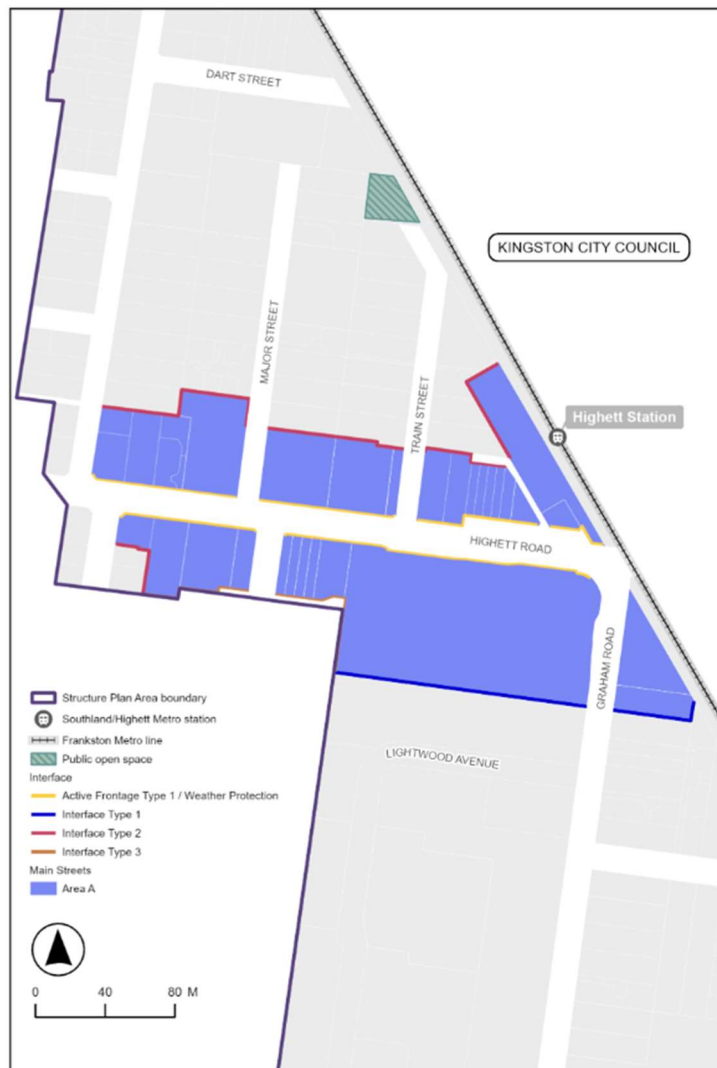 DART STREET
KINGSTON CITY COUNCIL
MAJOR STREET
TRAIN STREET
Highett Station
HIGHETT ROAD
GRAHAM ROAD
LIGHTWOOD AVENUE
Structure Plan Area boundary
Southland/Highett Metro station
Frankston Metro line
Public open space
Interface
Active Frontage Type 1 / Weather Protection
Interface Type 1
Interface Type 2
Interface Type 3
Main Streets
Area A
0 40 80 M